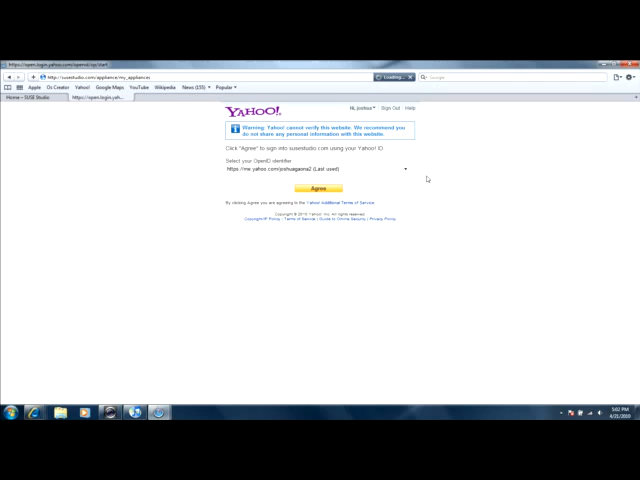 https://open.login.yahoo.com/openid/op/start
http://susestudio.com/appliance/my_appliances
Loading...
Google
Apple
Os Creator
Yahoo!
Google Maps
YouTube
Wikipedia
News (155)
Popular
Home – SUSE Studio
https://open.login.yah...
YAHOO!
Hi, joshua
Sign Out
Help
Warning: Yahoo! cannot verify this website. We recommend you
do not share any personal information with this website.
Click "Agree" to sign into susestudio.com using your Yahoo! ID
Select your OpenID identifier
(Last used)
Agree
By clicking Agree you are agreeing to the Yahoo! Additional Terms of Service
Copyright © 2010 Yahoo! Inc. All rights reserved.
Copyright/IP Policy | Terms of Service | Guide to Online Security | Privacy Policy
5:02 PM
4/21/2010